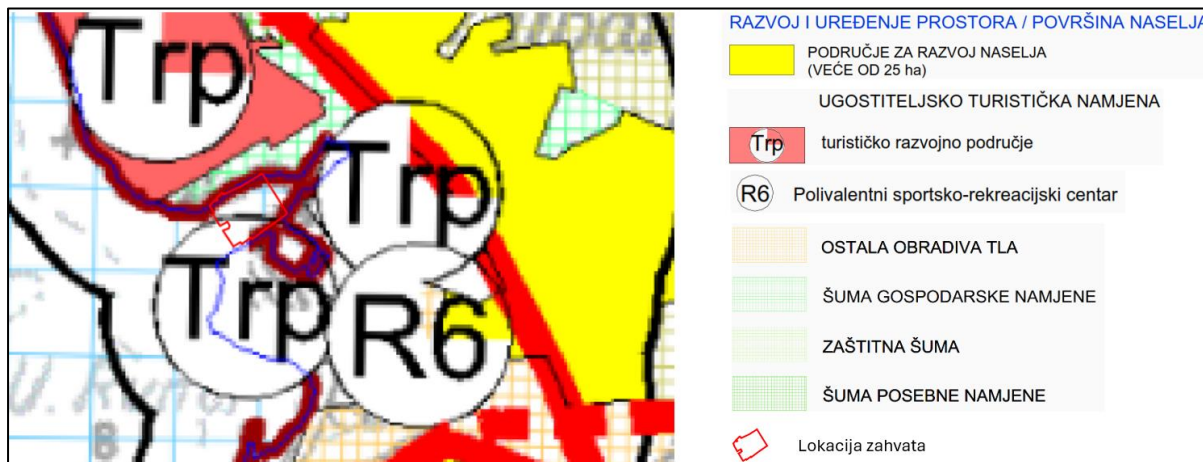 Trp
Trp
Trp
R6
8
RAZVOJ I UREĐENJE PROSTORA / POVRŠINA NASELJA
PODRUČJE ZA RAZVOJ NASELJA
(VEĆE OD 25 ha)
UGOSTITELJSKO TURISTIČKA NAMJENA
Trp
turističko razvojno područje
R6
Polivalentni sportsko-rekreacijski centar
OSTALA OBRADIVA TLA
ŠUMA GOSPODARSKE NAMJENE
ZAŠTITNA ŠUMA
ŠUMA POSEBNE NAMJENE
Lokacija zahvata